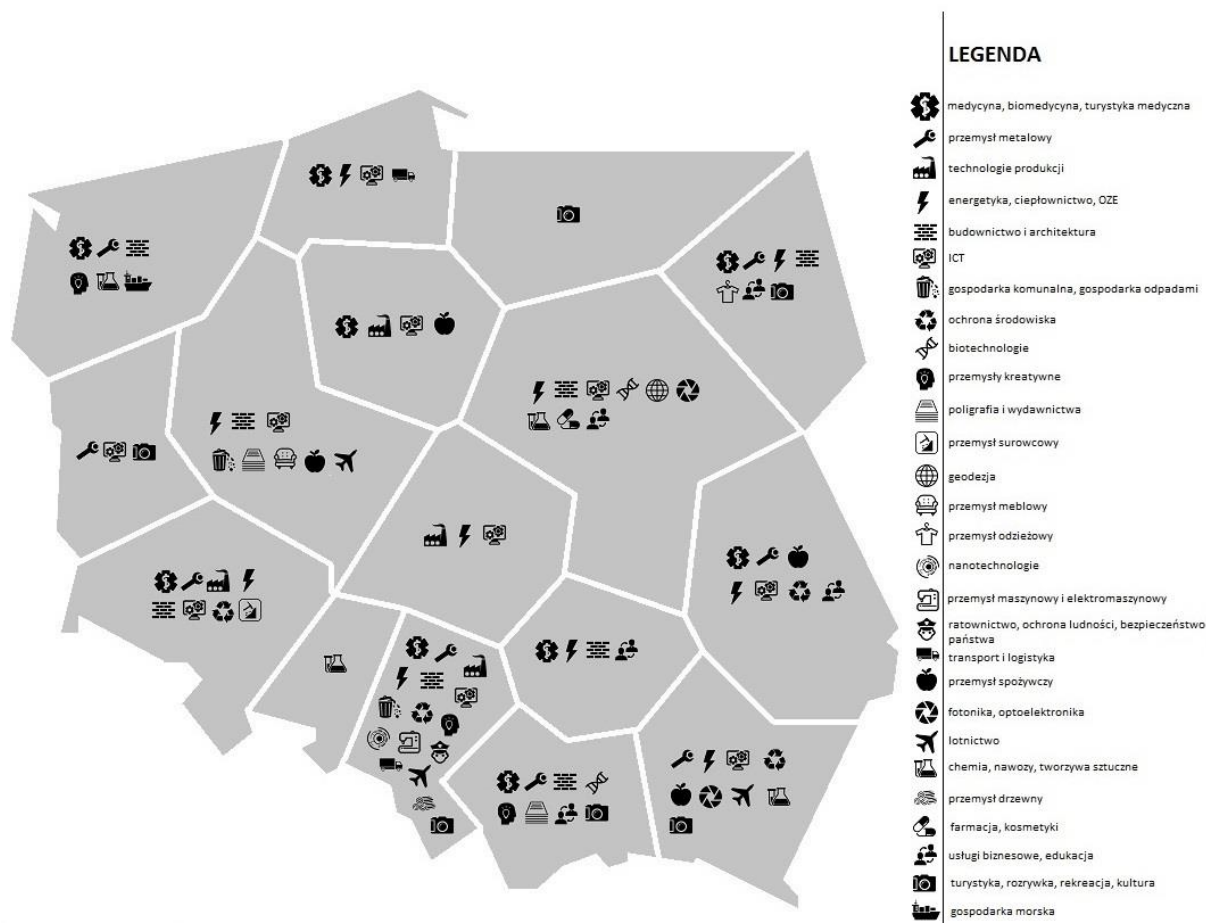 LEGENDA
medycyna, biomedycyna, turystyka medyczna
przemysł metalowy
technologie produkcji
energetyka, ciepłownictwo, OZE
budownictwo i architektura
ICT
gospodarka komunalna, gospodarka odpadami
ochrona środowiska
biotechnologie
przemysły kreatywne
poligrafia i wydawnictwa
przemysł surowcowy
geodezja
przemysł meblowy
przemysł odzieżowy
nanotechnologie
przemysł maszynowy i elektromaszynowy
ratownictwo, ochrona ludności, bezpieczeństwo
państwa
transport i logistyka
przemysł spożywczy
fotonika, optoelektronika
lotnictwo
chemia, nawozy, tworzywa sztuczne
przemysł drzewny
farmacja, kosmetyki
usługi biznesowe, edukacja
turystyka, rozrywka, rekreacja, kultura
gospodarka morska